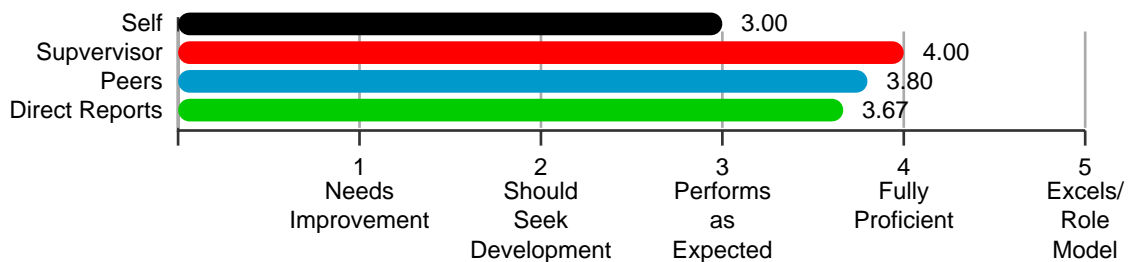 Self 3.00
Supvervisor 4.00
Peers 3.80
Direct Reports 3.67
1 2 3 4 5
Needs Should Performs Fully Excels/
Improvement Seek as Proficient Role
Development Expected Model